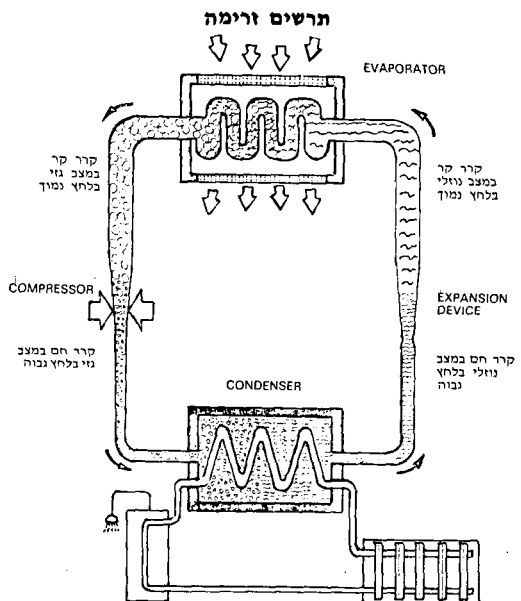 תרשים זרימה
EVAPORATOR
קרר קר
במצב גזי
בלחץ נמוך
קרר קר
במצב נוזלי
בלחץ נמוך
COMPRESSOR
EXPANSION
DEVICE
קרר חם במצב
גזי בלחץ גבוה
קרר חם במצב
נוזלי בלחץ
גבוה
CONDENSER